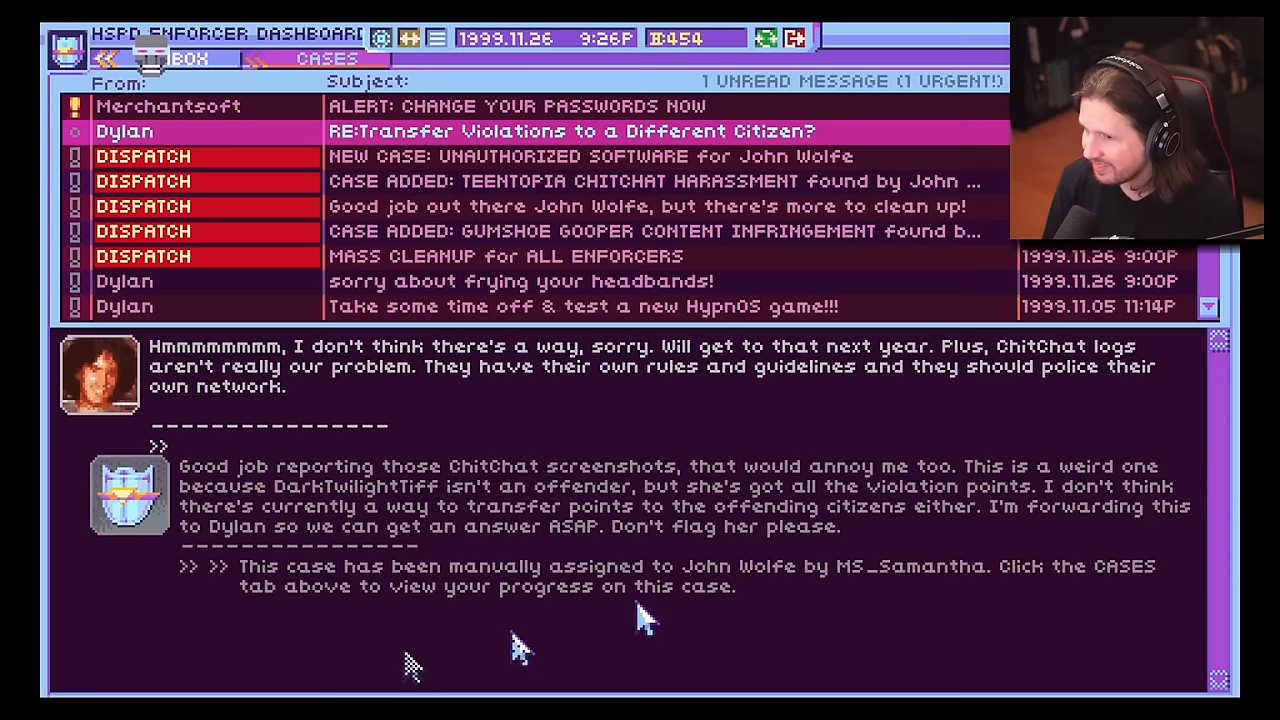 HSPD ENFORCER DASHBOARD
1999.11.26 9:26P
454
BOX
CASES
From:
Subject:
1 UNREAD MESSAGE (1 URGENT!)
Merchantsoft ALERT: CHANGE YOUR PASSWORDS NOW
Dylan RE:Transfer Violations to a Different Citizen?
DISPATCH NEW CASE: UNAUTHORIZED SOFTWARE for John Wolfe
DISPATCH CASE ADDED: TEENTOPIA CHITCHAT HARASSMENT found by John ...
DISPATCH Good job out there John Wolfe, but there's more to clean up!
DISPATCH CASE ADDED: GUMSHOE GOOPER CONTENT INFRINGEMENT found b...
DISPATCH MASS CLEANUP for ALL ENFORCERS 1999.11.26 9:00P
Dylan sorry about frying your headbands! 1999.11.26 9:00P
Dylan Take some time off & test a new HypnOS game!!! 1999.11.05 11:14P
Hmmmmmmm, I don't think there's a way, sorry. Will get to that next year. Plus, ChitChat logs
aren't really our problem. They have their own rules and guidelines and they should police their
own network.
----------------
>>
Good job reporting those ChitChat screenshots, that would annoy me too. This is a weird one
because DarkTwilightTiff isn't an offender, but she's got all the violation points. I don't think
there's currently a way to transfer points to the offending citizens either. I'm forwarding this
to Dylan so we can get an answer ASAP. Don't flag her please.
----------------
>> >> This case has been manually assigned to John Wolfe by MS_Samantha. Click the CASES
tab above to view your progress on this case.